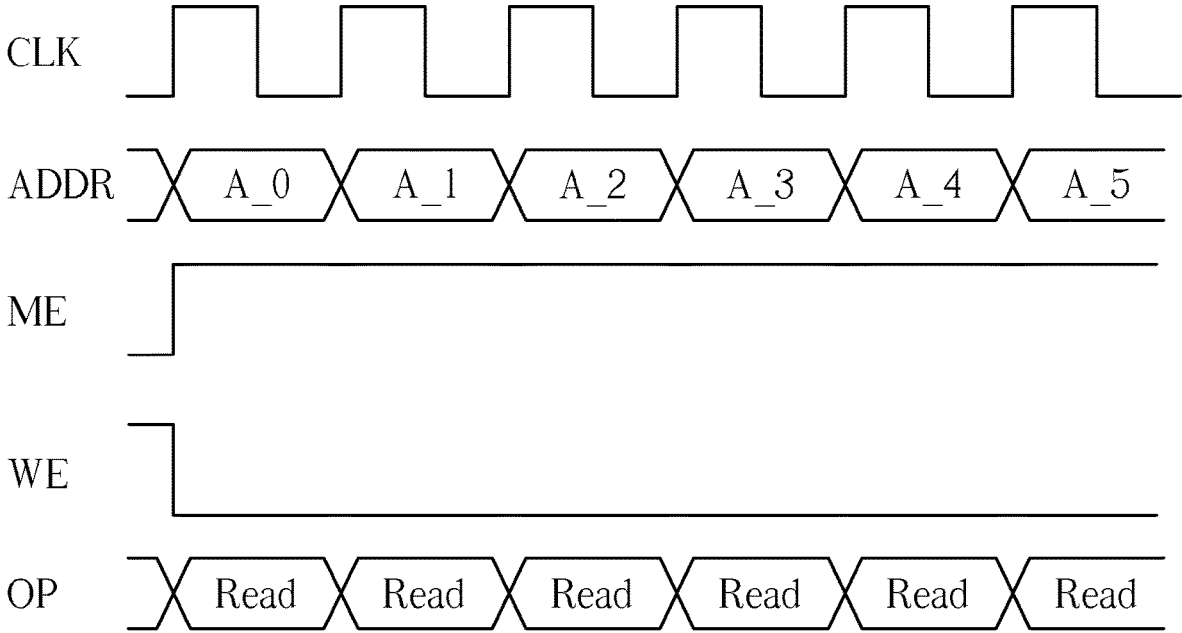 CLK
ADDR A_0 A_1 A_2 A_3 A_4 A_5
ME
WE
OP Read Read Read Read Read Read